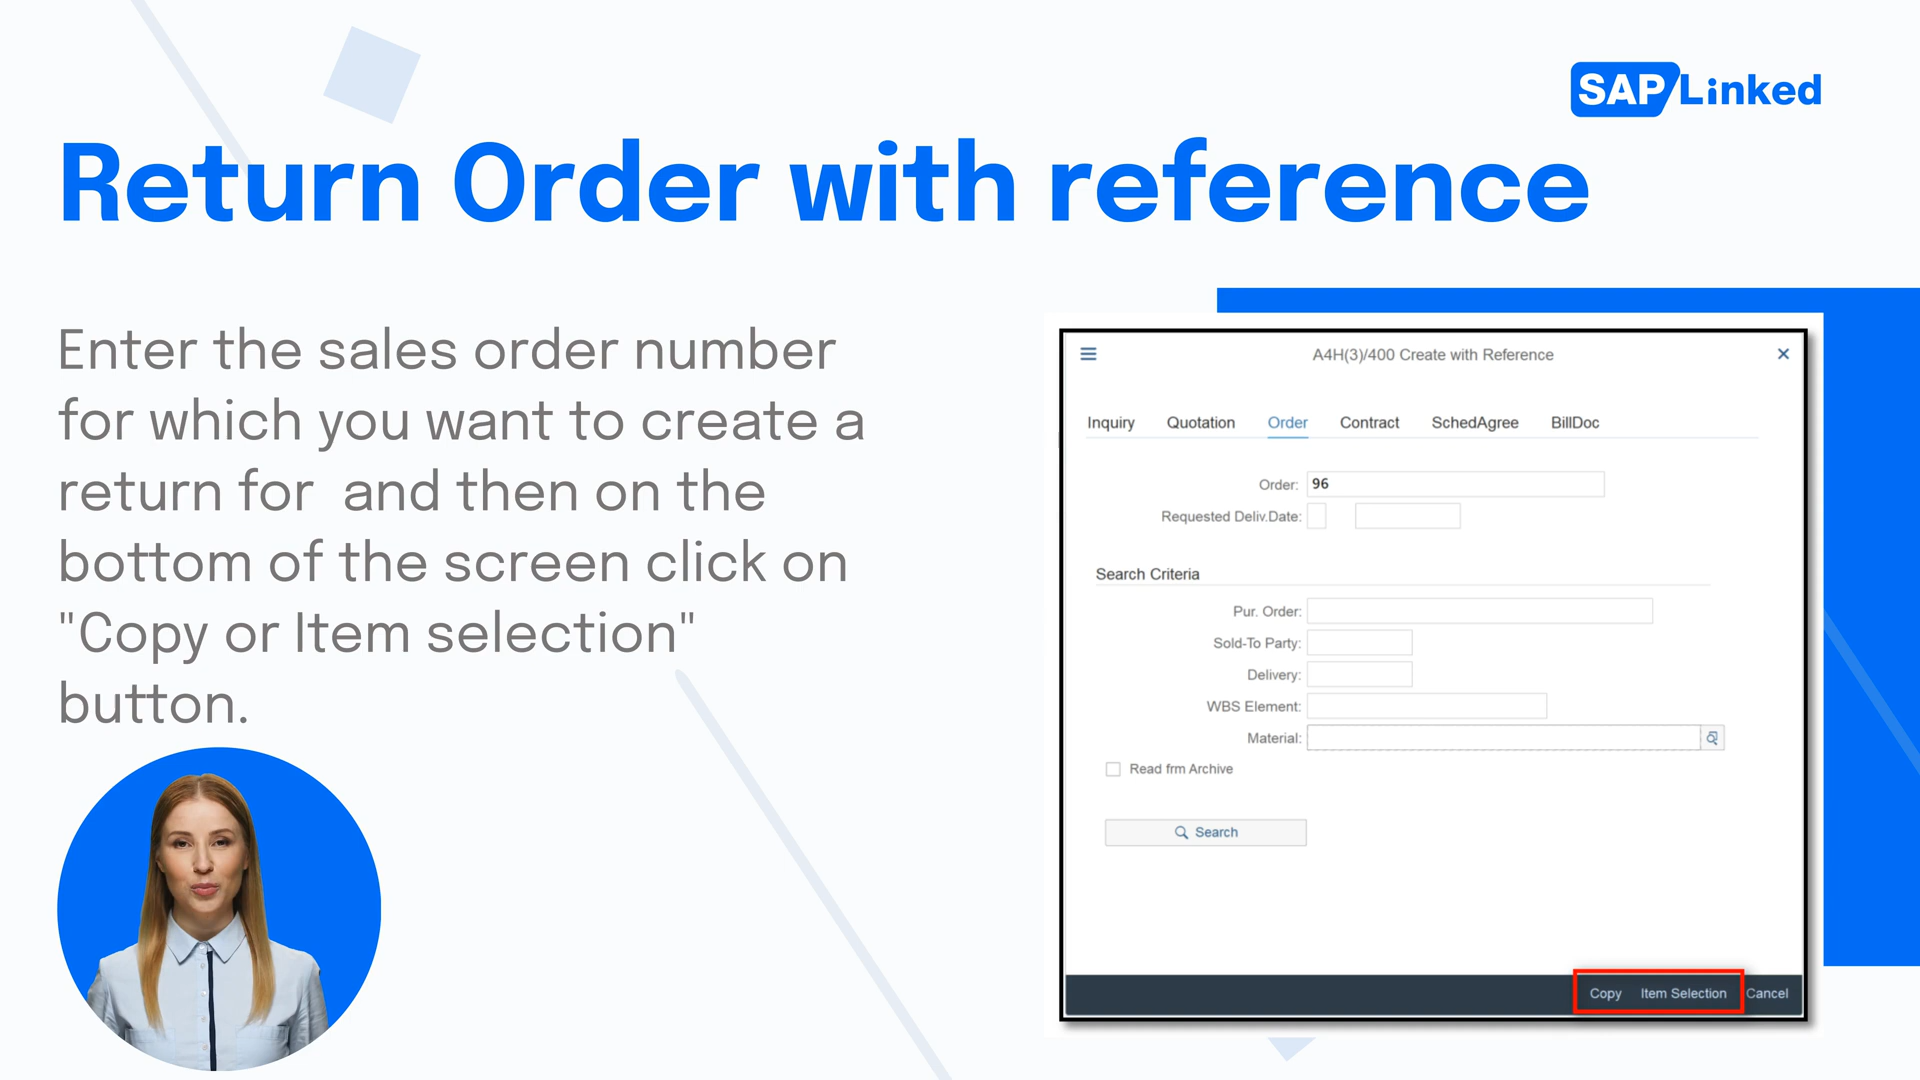 SAP Linked
Return Order with reference
Enter the sales order number
for which you want to create a
return for  and then on the
bottom of the screen click on
"Copy or Item selection"
button.
A4H(3)/400 Create with Reference
Inquiry Quotation Order Contract SchedAgree BillDoc
Order: 96
Requested Deliv.Date:
Search Criteria
Pur. Order:
Sold-To Party:
Delivery:
WBS Element:
Material:
Read frm Archive
Search
Copy Item Selection Cancel